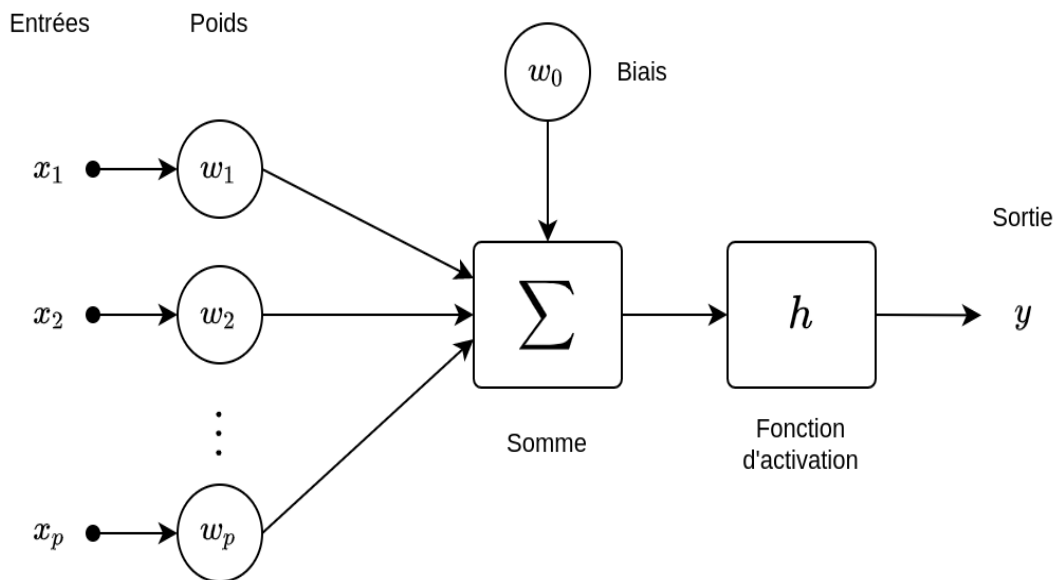 Entrées
Poids
w₀
Biais
x₁
w₁
Sortie
x₂
w₂
∑
h
y
⋮
Somme
Fonction
d'activation
xₚ
wₚ